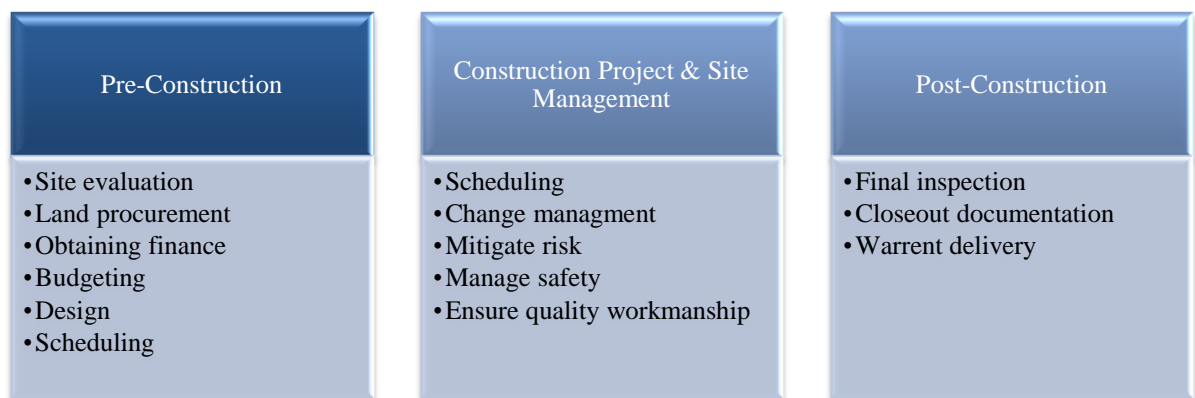 Pre-Construction
•Site evaluation
•Land procurement
•Obtaining finance
•Budgeting
•Design
•Scheduling
Construction Project & Site
Management
•Scheduling
•Change managment
•Mitigate risk
•Manage safety
•Ensure quality workmanship
Post-Construction
•Final inspection
•Closeout documentation
•Warrent delivery